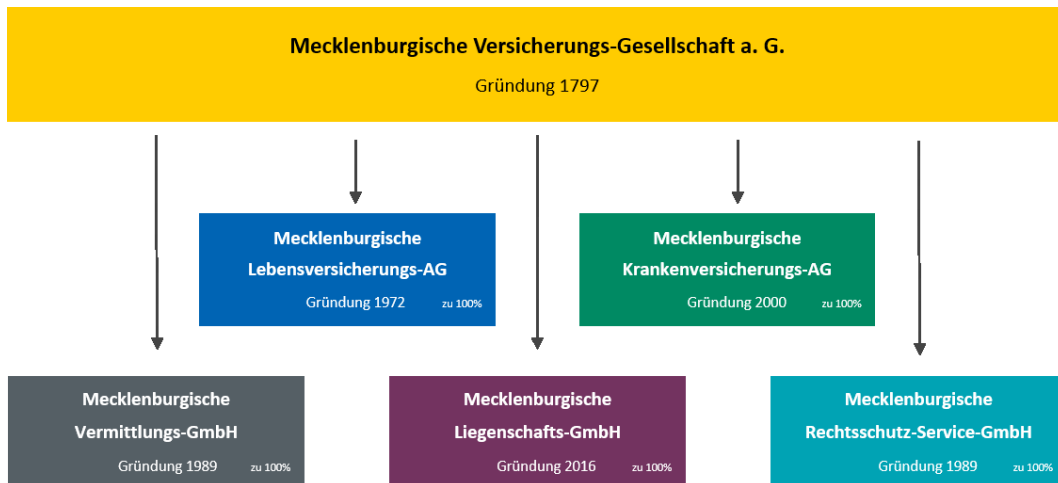 Mecklenburgische Versicherungs-Gesellschaft a. G.
Gründung 1797
Mecklenburgische
Lebensversicherungs-AG
Gründung 1972 zu 100%
Mecklenburgische
Krankenversicherungs-AG
Gründung 2000 zu 100%
Mecklenburgische
Vermittlungs-GmbH
Gründung 1989 zu 100%
Mecklenburgische
Liegenschafts-GmbH
Gründung 2016 zu 100%
Mecklenburgische
Rechtsschutz-Service-GmbH
Gründung 1989 zu 100%